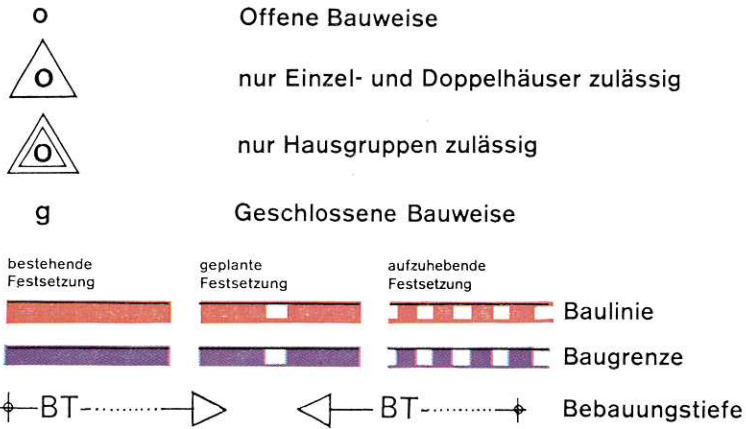 o Offene Bauweise
O nur Einzel- und Doppelhäuser zulässig
O nur Hausgruppen zulässig
g Geschlossene Bauweise
bestehende Festsetzung geplante Festsetzung aufzuhebende Festsetzung
Baulinie
Baugrenze
BT BT Bebauungstiefe